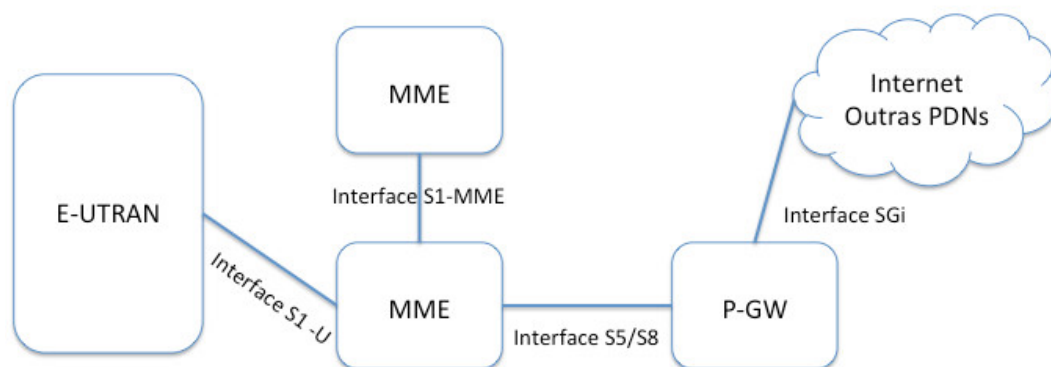 MME
Internet
Outras PDNs
Interface S1-MME
E-UTRAN
Interface SGi
Interface S1 -U
MME
P-GW
Interface S5/S8